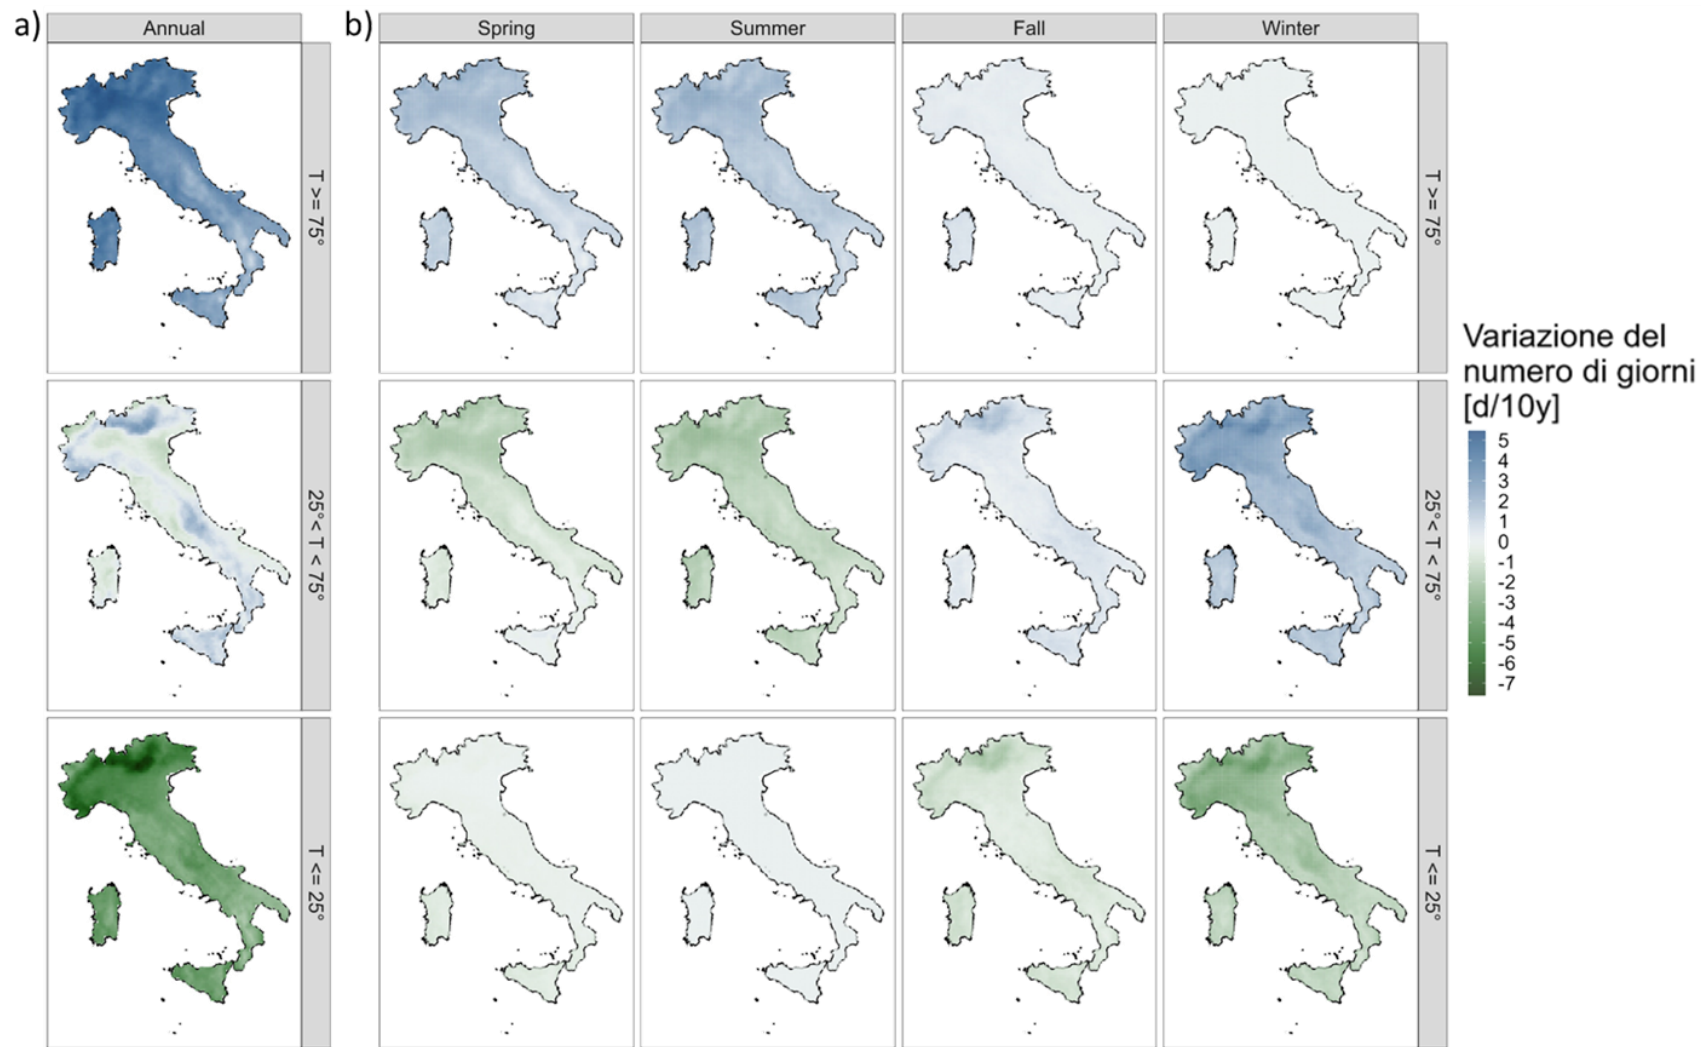 a)
Annual
b)
Spring
Summer
Fall
Winter
T >= 75°
T >= 75°
25°< T < 75°
25°< T < 75°
T <= 25°
T <= 25°
Variazione del
numero di giorni
[d/10y]
5
4
3
2
1
0
-1
-2
-3
-4
-5
-6
-7